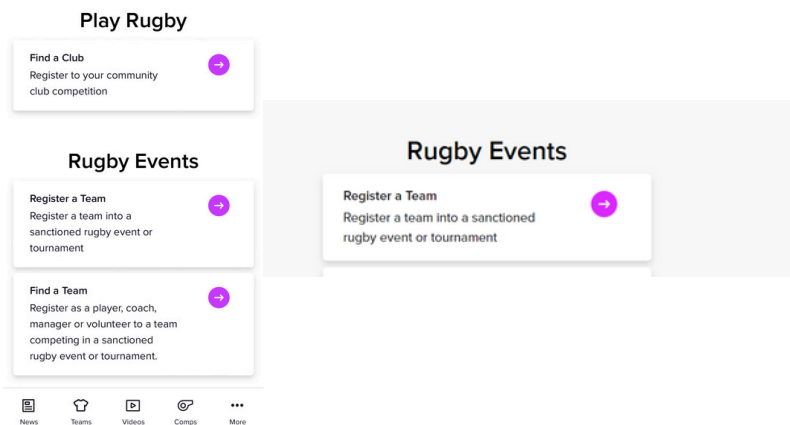 Play Rugby
Find a Club
Register to your community
club competition
Rugby Events
Register a Team
Register a team into a
sanctioned rugby event or
tournament
Find a Team
Register as a player, coach,
manager or volunteer to a team
competing in a sanctioned
rugby event or tournament.
News Teams Videos Comps More
Rugby Events
Register a Team
Register a team into a sanctioned
rugby event or tournament